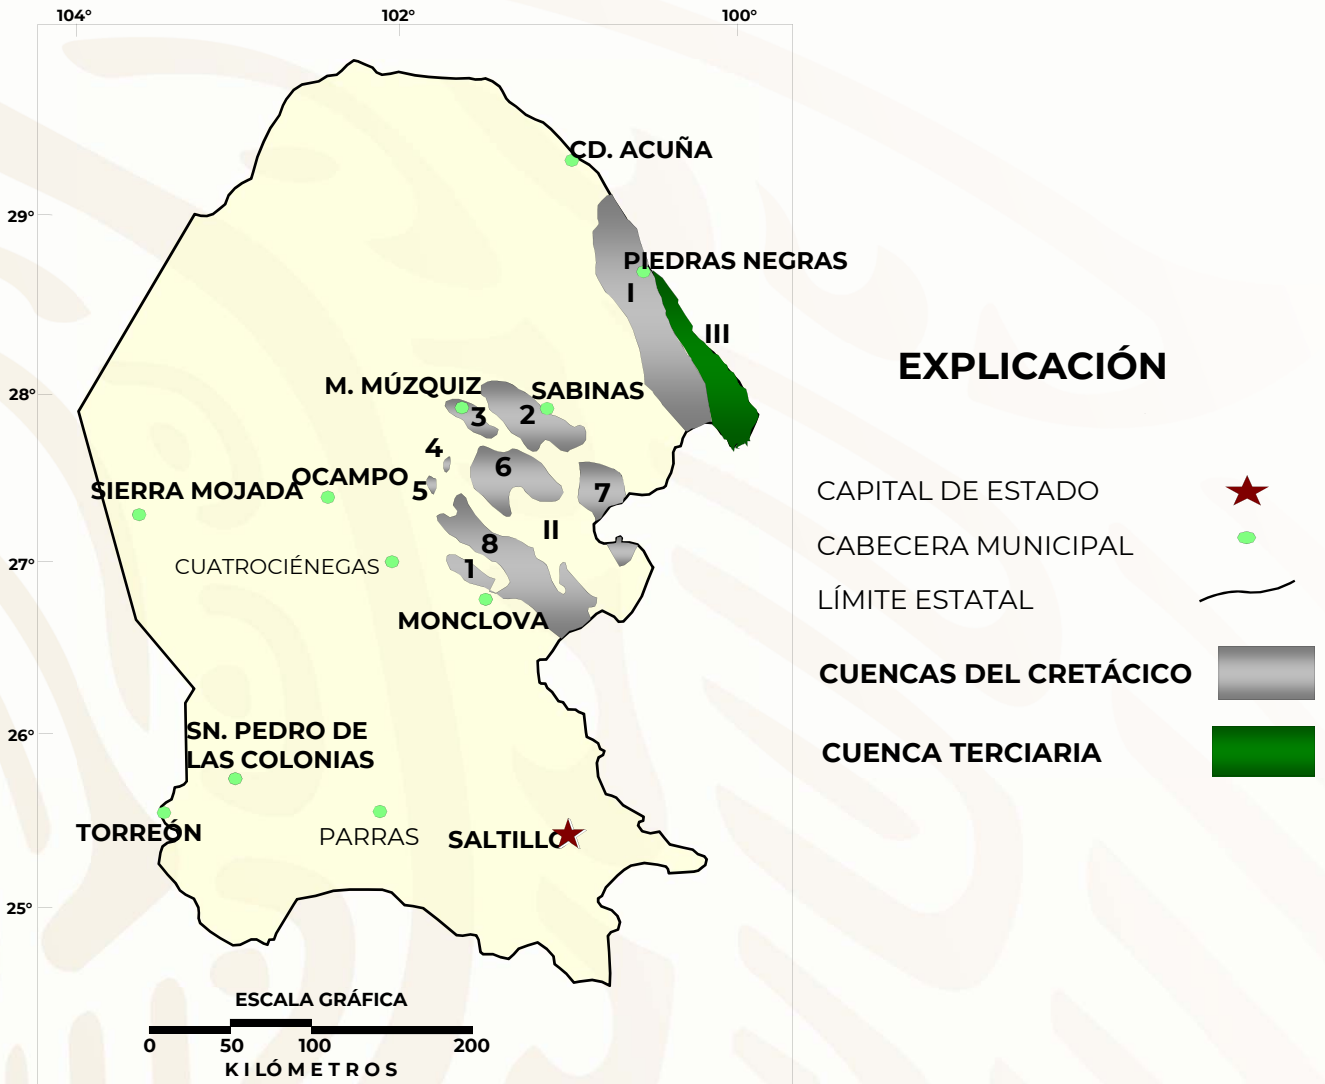 104° 102° 100°
CD. ACUÑA
29°
PIEDRAS NEGRAS
I
III
EXPLICACIÓN
28°
M. MÚZQUIZ
SABINAS
3
2
4
6
OCAMPO
5
7
SIERRA MOJADA
CAPITAL DE ESTADO
II
8
CABECERA MUNICIPAL
27°
CUATROCIÉNEGAS
1
LÍMITE ESTATAL
MONCLOVA
CUENCAS DEL CRETÁCICO
26°
SN. PEDRO DE
LAS COLONIAS
CUENCA TERCIARIA
TORREÓN
PARRAS
SALTILLO
25°
ESCALA GRÁFICA
0 50 100 200
KILÓMETROS